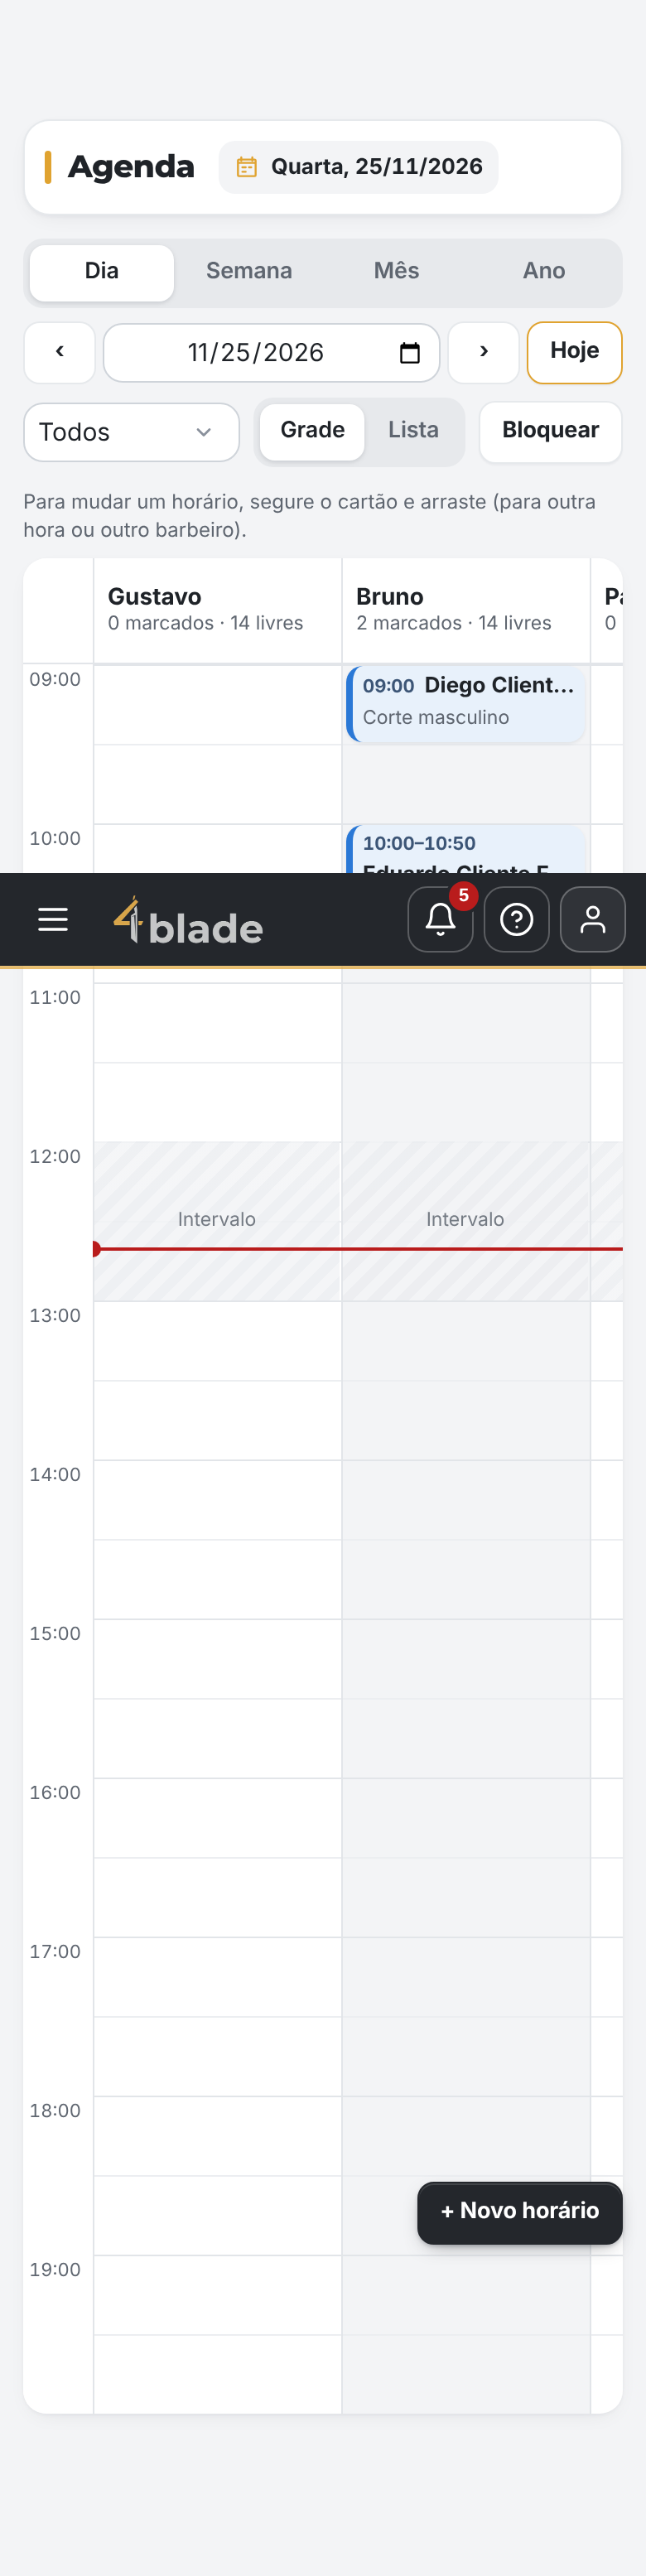 Agenda
Quarta, 25/11/2026
Dia Semana Mês Ano
‹ 11/25/2026 › Hoje
Todos Grade Lista Bloquear
Para mudar um horário, segure o cartão e arraste (para outra
hora ou outro barbeiro).
Gustavo
0 marcados · 14 livres
Bruno
2 marcados · 14 livres
0
09:00
09:00 Diego Client...
Corte masculino
10:00
10:00–10:50
4blade
5
11:00
12:00
Intervalo Intervalo
13:00
14:00
15:00
16:00
17:00
18:00
+ Novo horário
19:00